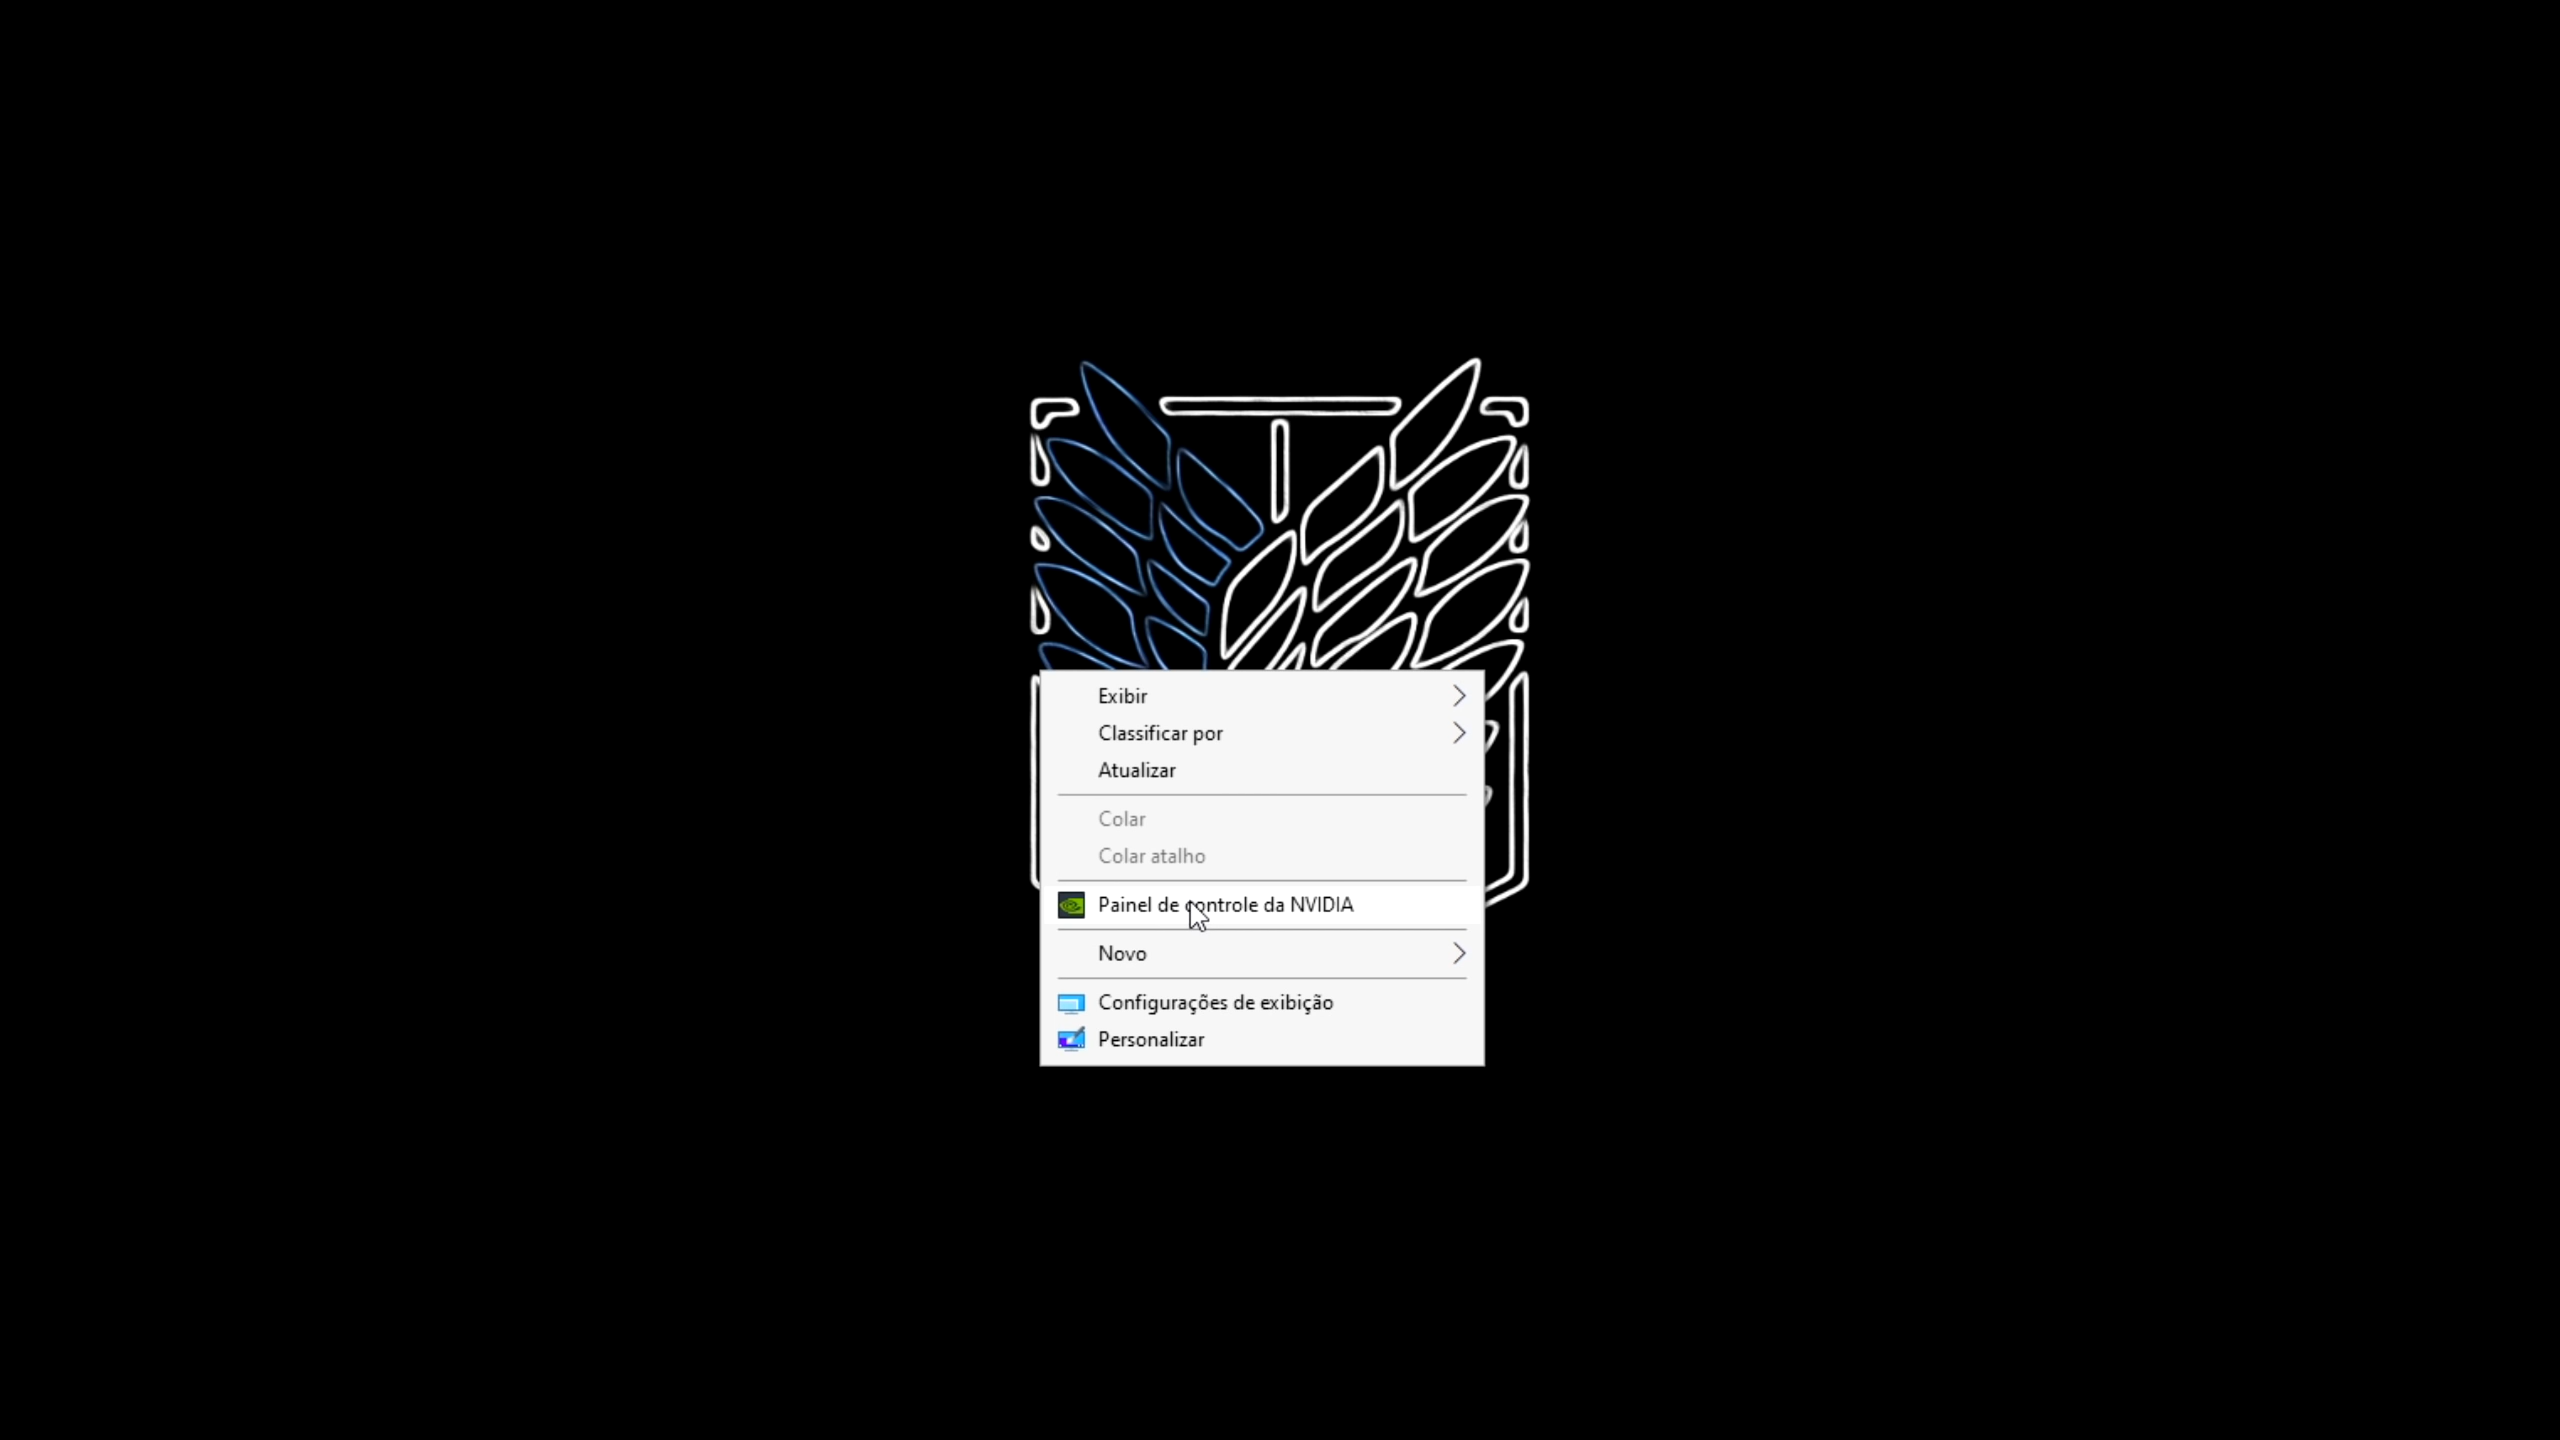 Exibir
Classificar por
Atualizar
Colar
Colar atalho
Painel de controle da NVIDIA
Novo
Configurações de exibição
Personalizar